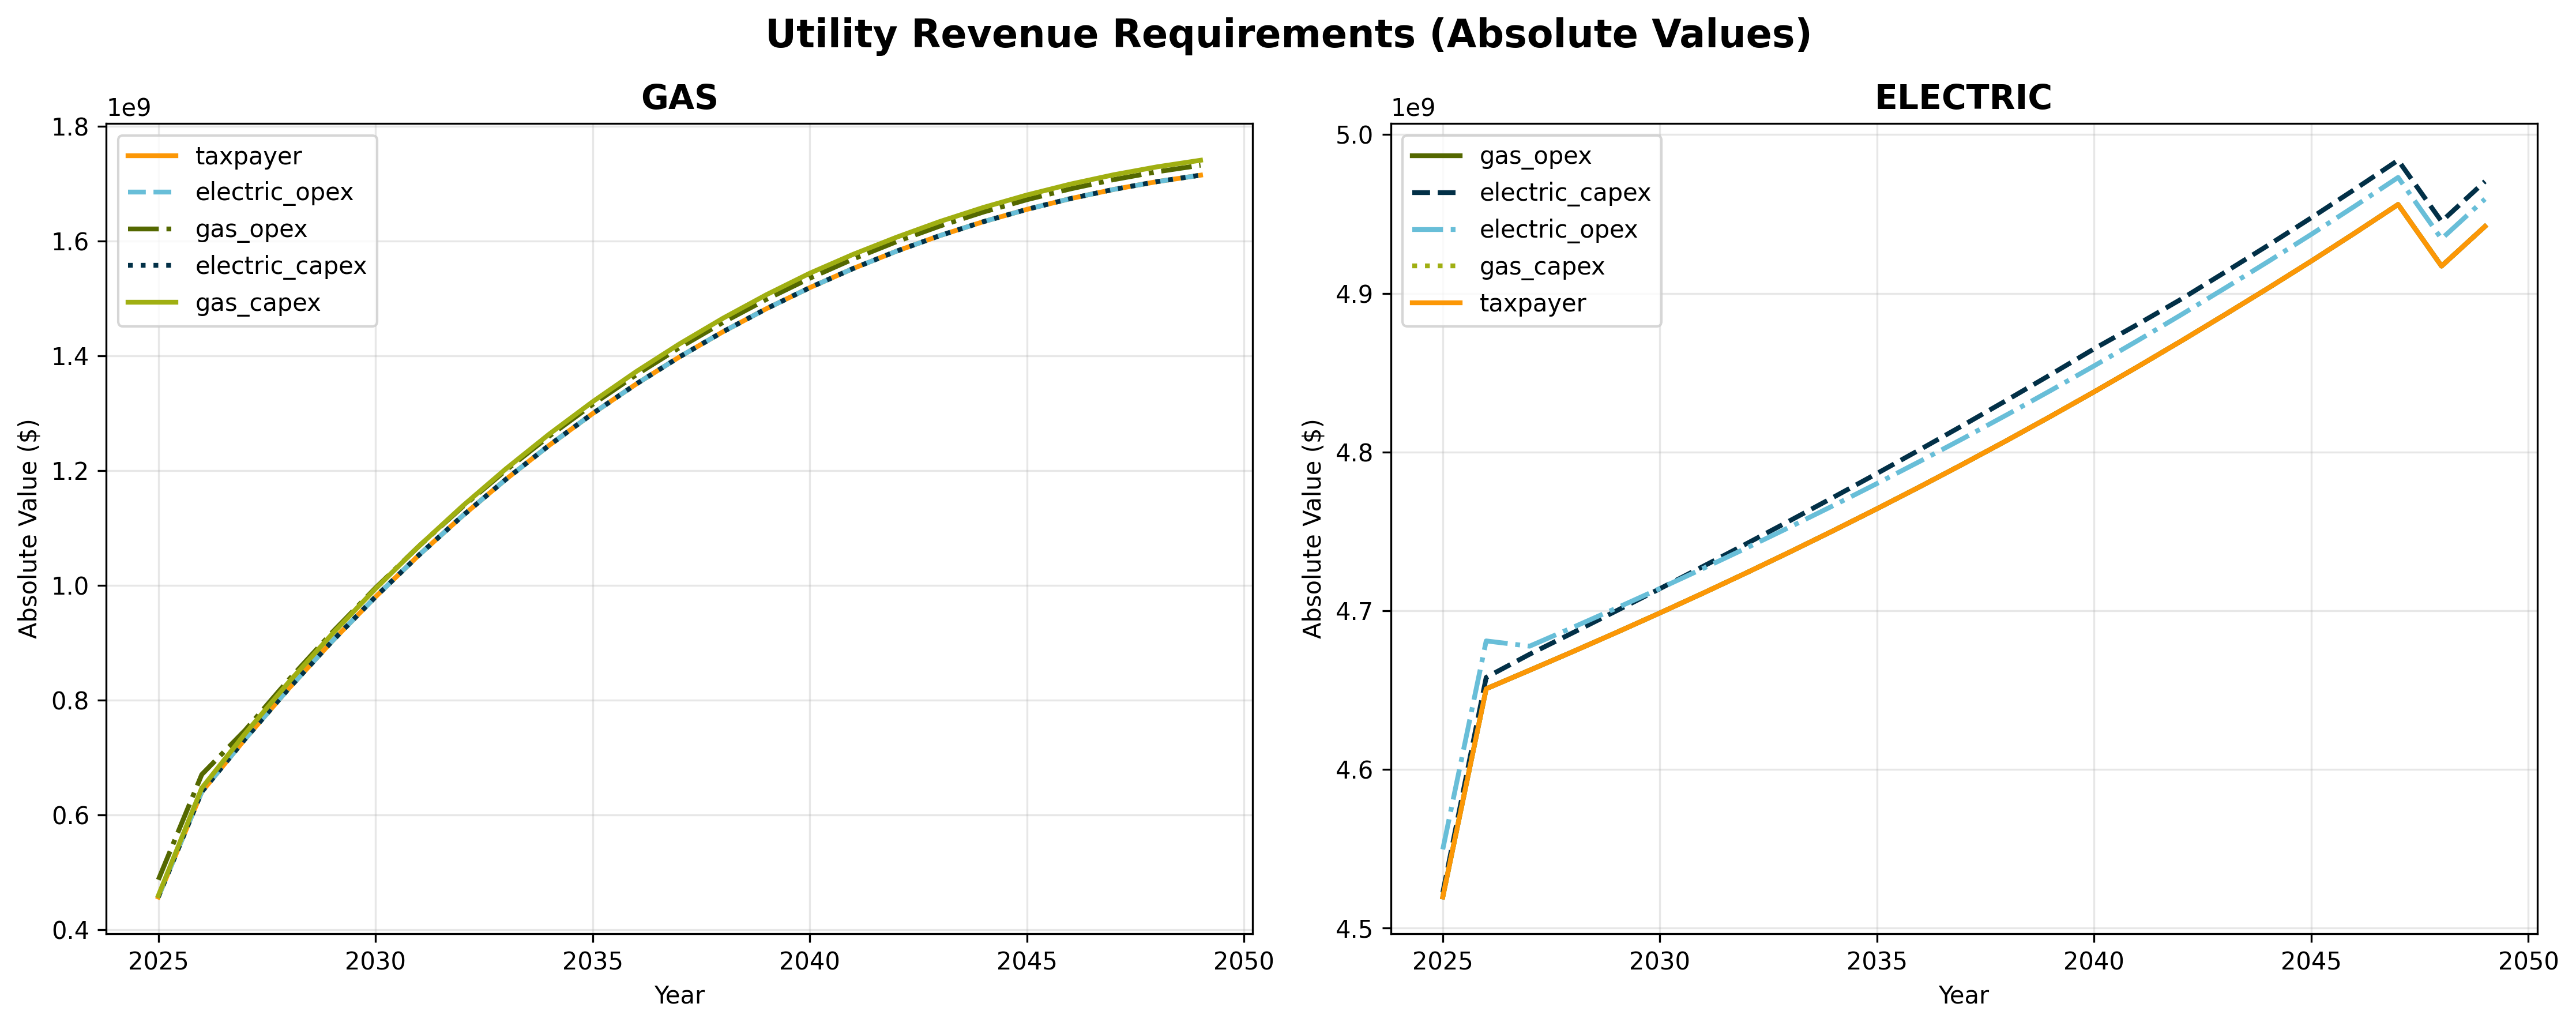 Utility Revenue Requirements (Absolute Values)
GAS
1e9
1.8
1.6
1.4
1.2
1.0
0.8
0.6
0.4
Absolute Value ($)
taxpayer
electric_opex
gas_opex
electric_capex
gas_capex
2025
2030
2035
2040
2045
2050
Year
ELECTRIC
1e9
5.0
4.9
4.8
4.7
4.6
4.5
Absolute Value ($)
gas_opex
electric_capex
electric_opex
gas_capex
taxpayer
2025
2030
2035
2040
2045
2050
Year